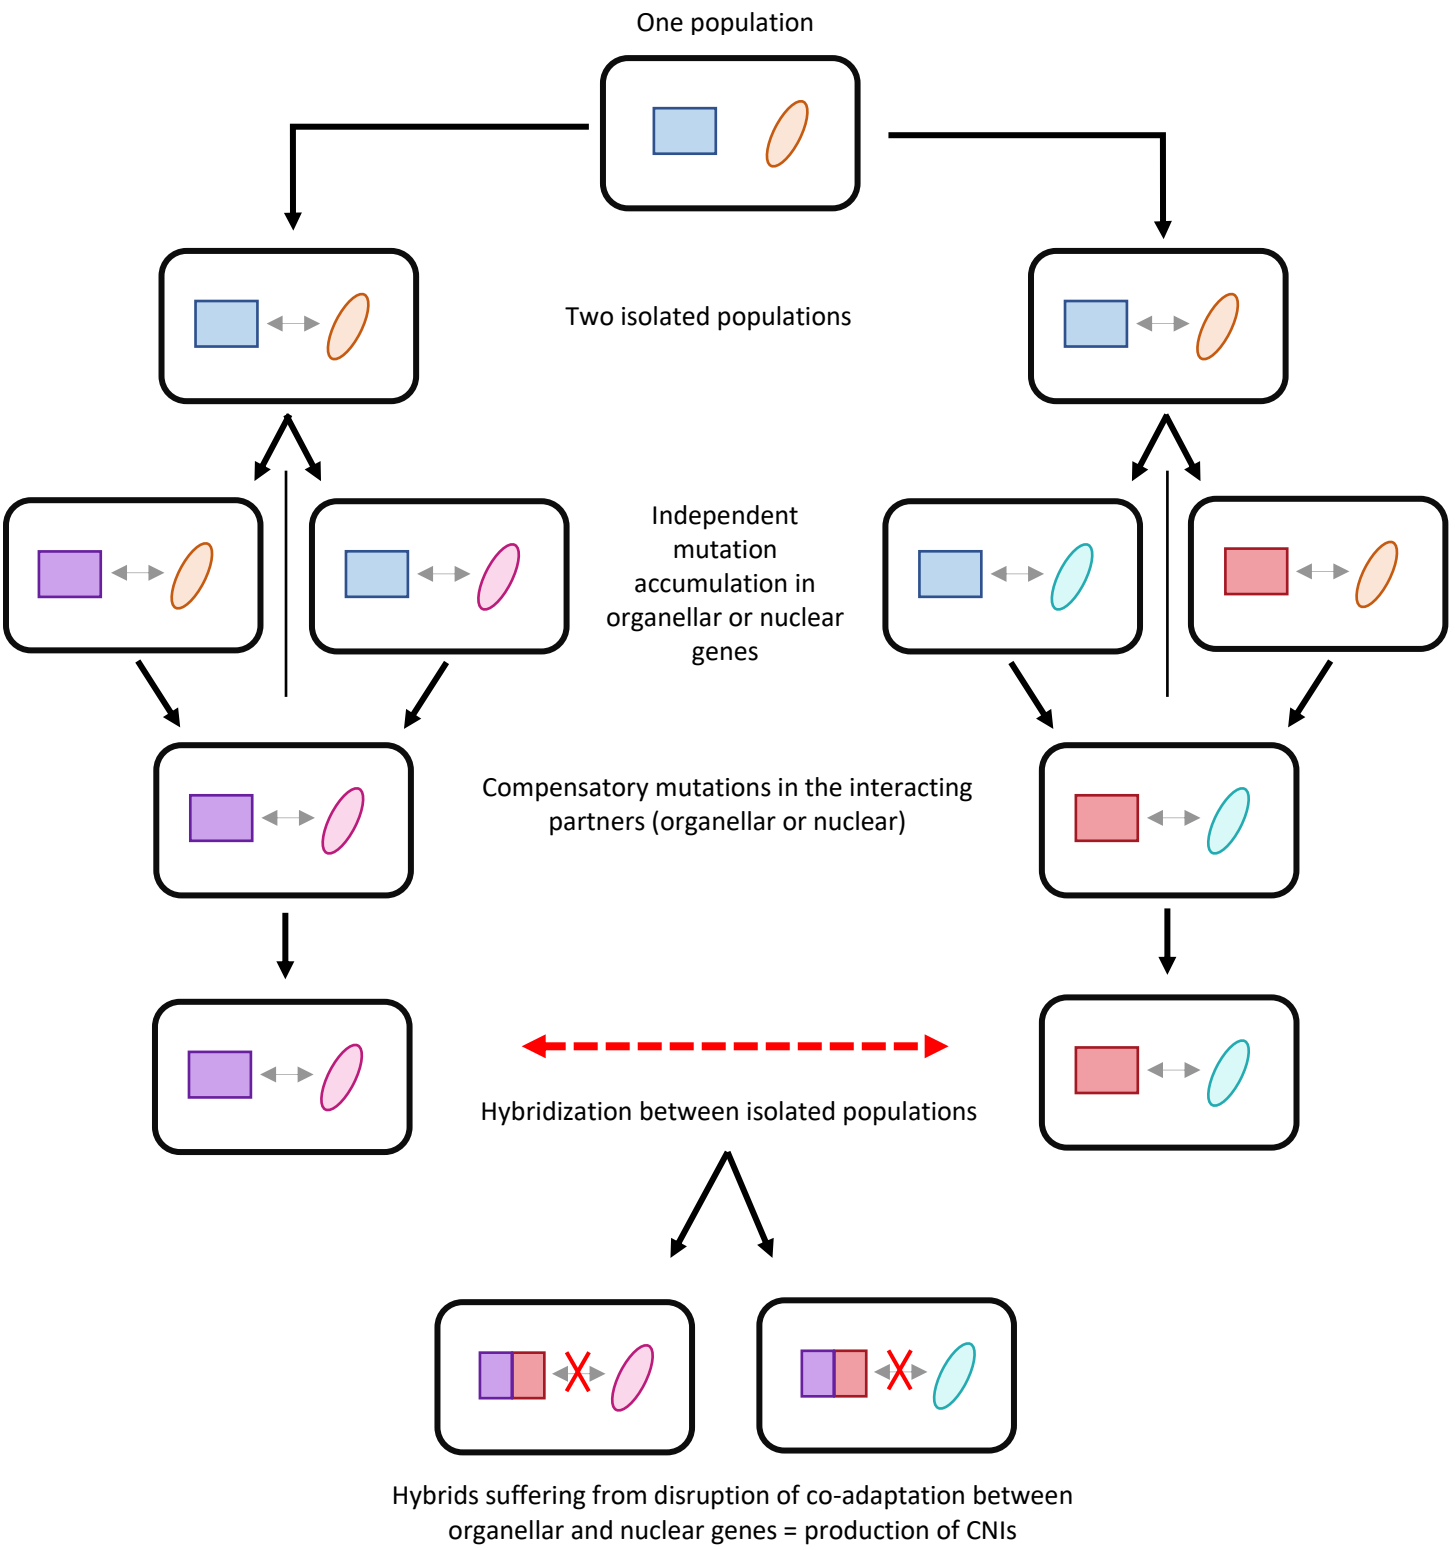 One population
Two isolated populations
Independent
mutation
accumulation in
organellar or nuclear
genes
Compensatory mutations in the interacting
partners (organellar or nuclear)
Hybridization between isolated populations
Hybrids suffering from disruption of co-adaptation between
organellar and nuclear genes = production of CNIs